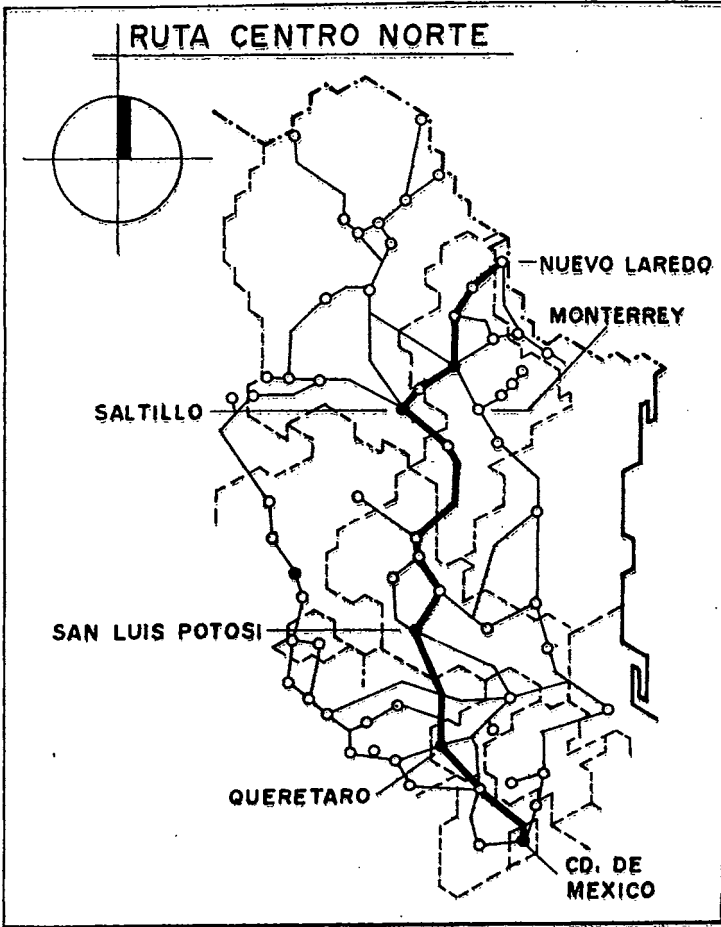 RUTA CENTRO NORTE
NUEVO LAREDO
MONTERREY
SALTILLO
SAN LUIS POTOSI
QUERETARO
CD. DE
MEXICO